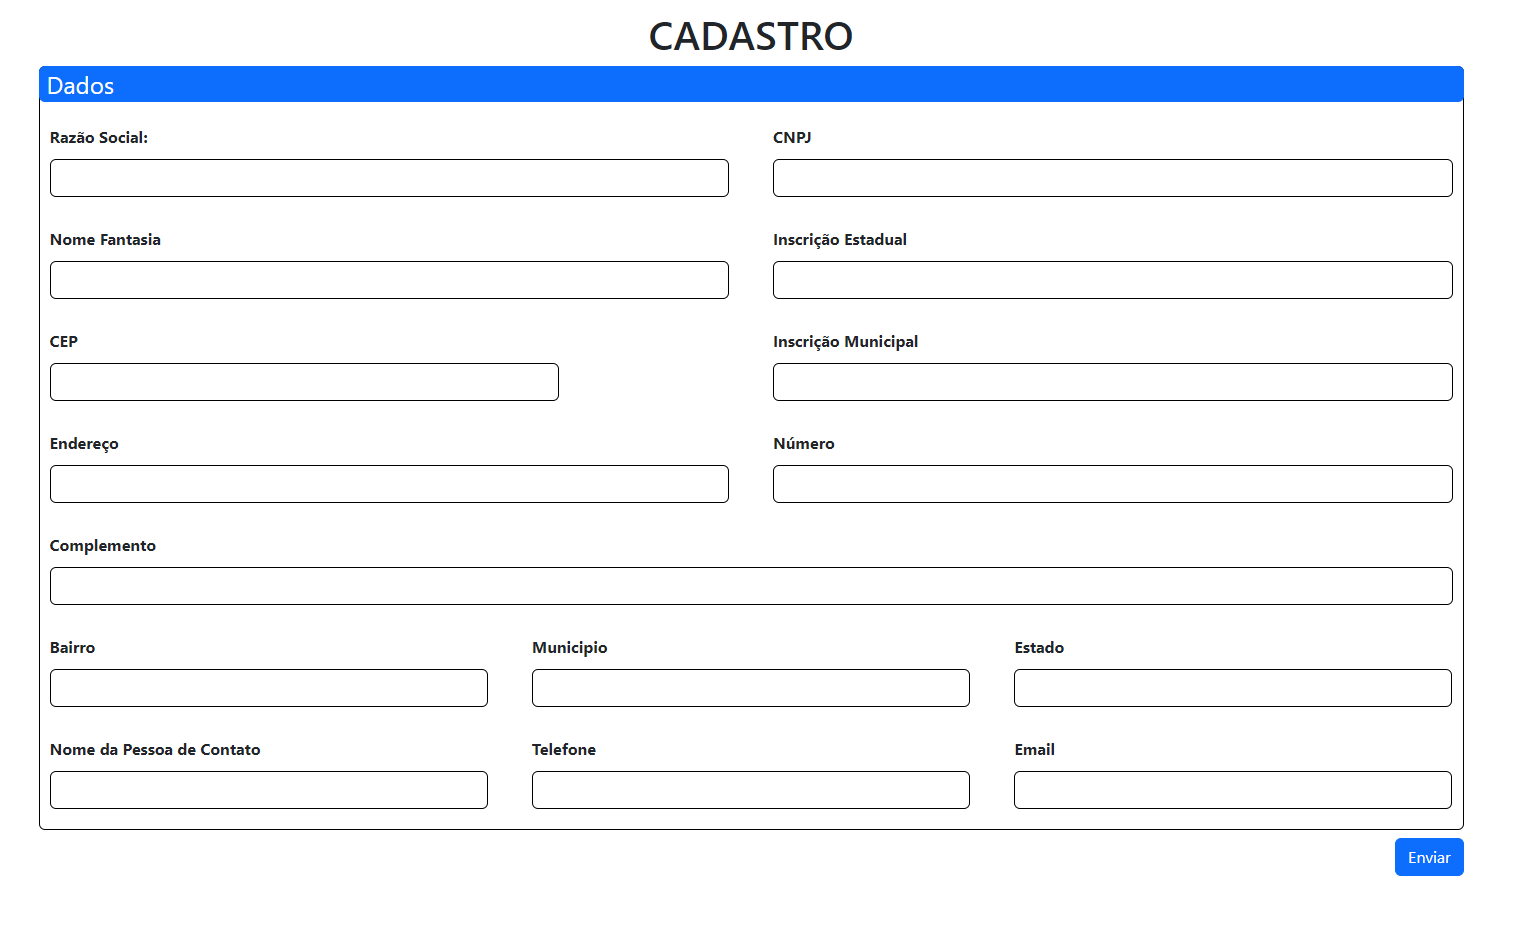 CADASTRO
Dados
Razão Social:
CNPJ
Nome Fantasia
Inscrição Estadual
CEP
Inscrição Municipal
Endereço
Número
Complemento
Bairro
Municipio
Estado
Nome da Pessoa de Contato
Telefone
Email
Enviar